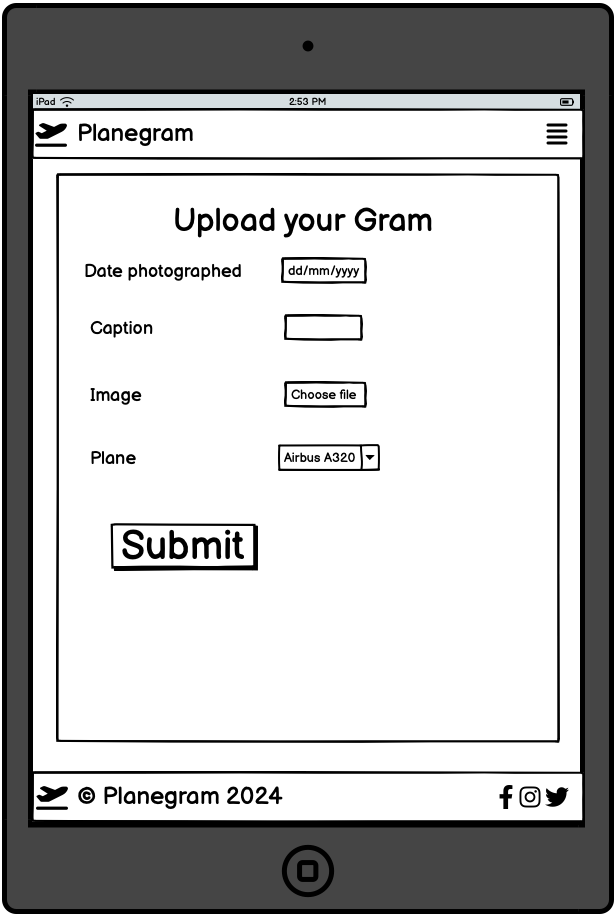 iPad 2:53 PM
Planegram
Upload your Gram
Date photographed dd/mm/yyyy
Caption
Image Choose file
Plane Airbus A320
Submit
© Planegram 2024